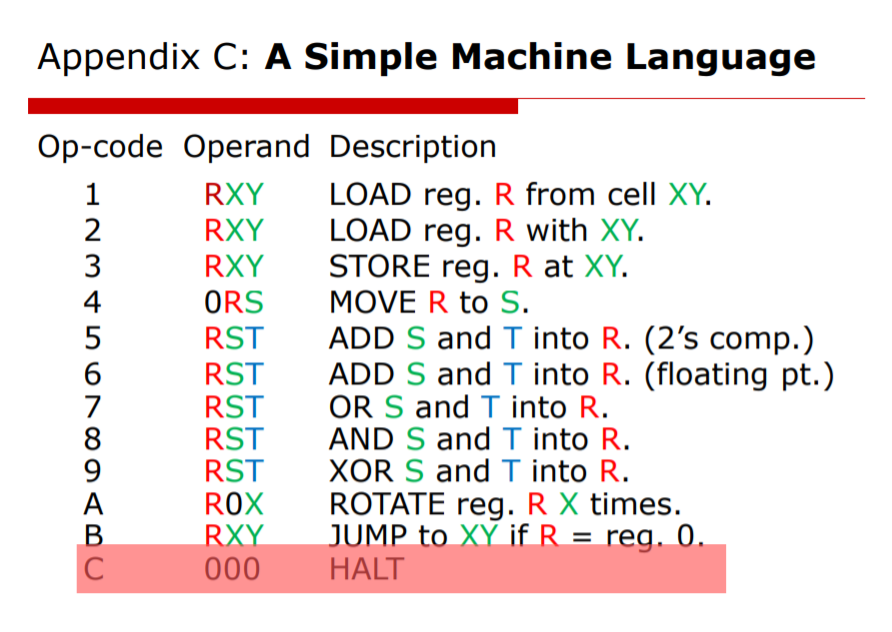 Appendix C: A Simple Machine Language
Op-code Operand Description
1 RXY LOAD reg. R from cell XY.
2 RXY LOAD reg. R with XY.
3 RXY STORE reg. R at XY.
4 0RS MOVE R to S.
5 RST ADD S and T into R. (2’s comp.)
6 RST ADD S and T into R. (floating pt.)
7 RST OR S and T into R.
8 RST AND S and T into R.
9 RST XOR S and T into R.
A R0X ROTATE reg. R X times.
B RXY JUMP to XY if R = reg. 0.
C 000 HALT